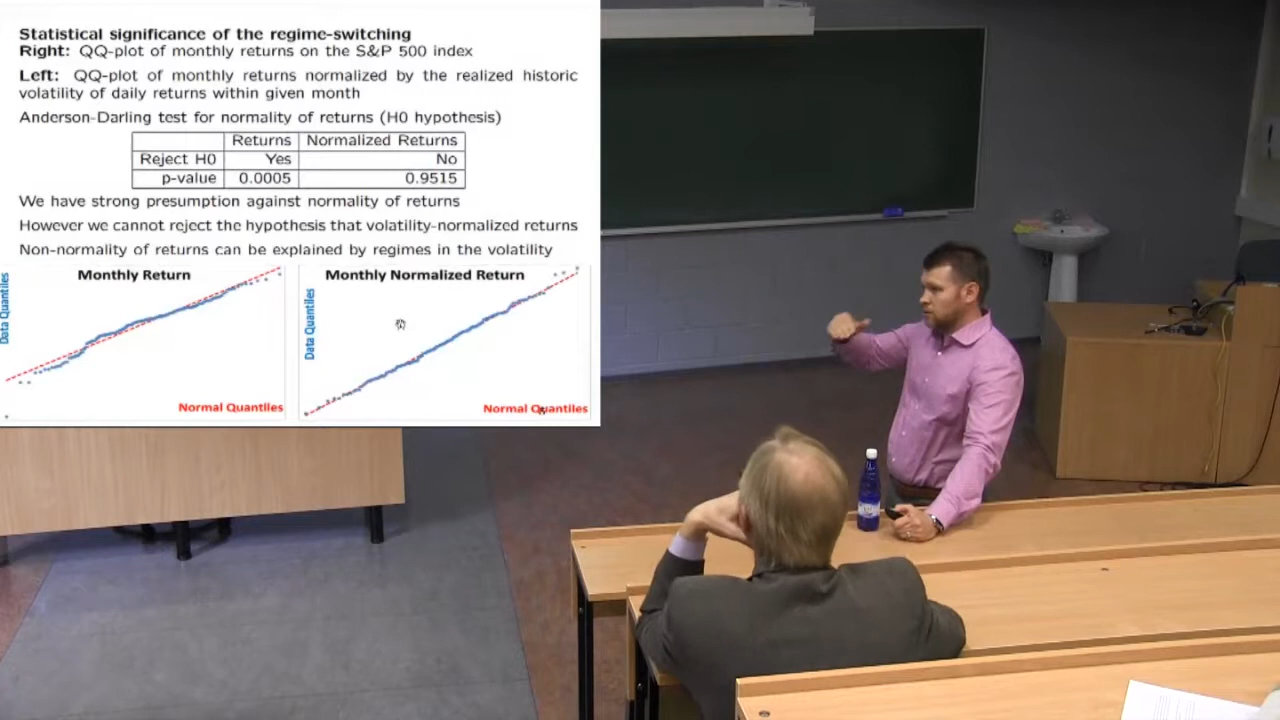 Statistical significance of the regime-switching
Right: QQ-plot of monthly returns on the S&P 500 index
Left: QQ-plot of monthly returns normalized by the realized historic
volatility of daily returns within given month
Anderson-Darling test for normality of returns (H0 hypothesis)
Returns Normalized Returns
Reject H0 Yes No
p-value 0.0005 0.9515
We have strong presumption against normality of returns
However we cannot reject the hypothesis that volatility-normalized returns
Non-normality of returns can be explained by regimes in the volatility
Monthly Return
Data Quantiles
Normal Quantiles
Monthly Normalized Return
Data Quantiles
Normal Quantiles